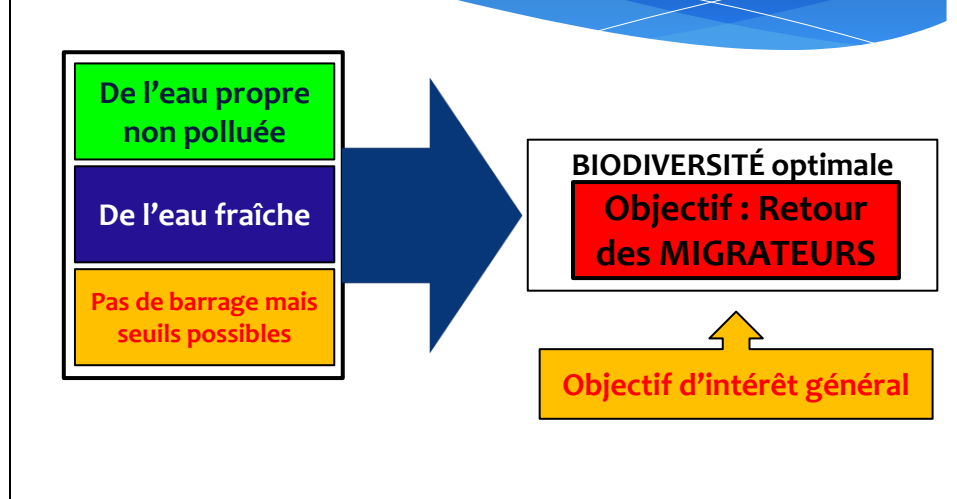 De l’eau propre
non polluée
De l’eau fraîche
Pas de barrage mais
seuils possibles
BIODIVERSITÉ optimale
Objectif : Retour
des MIGRATEURS
Objectif d’intérêt général